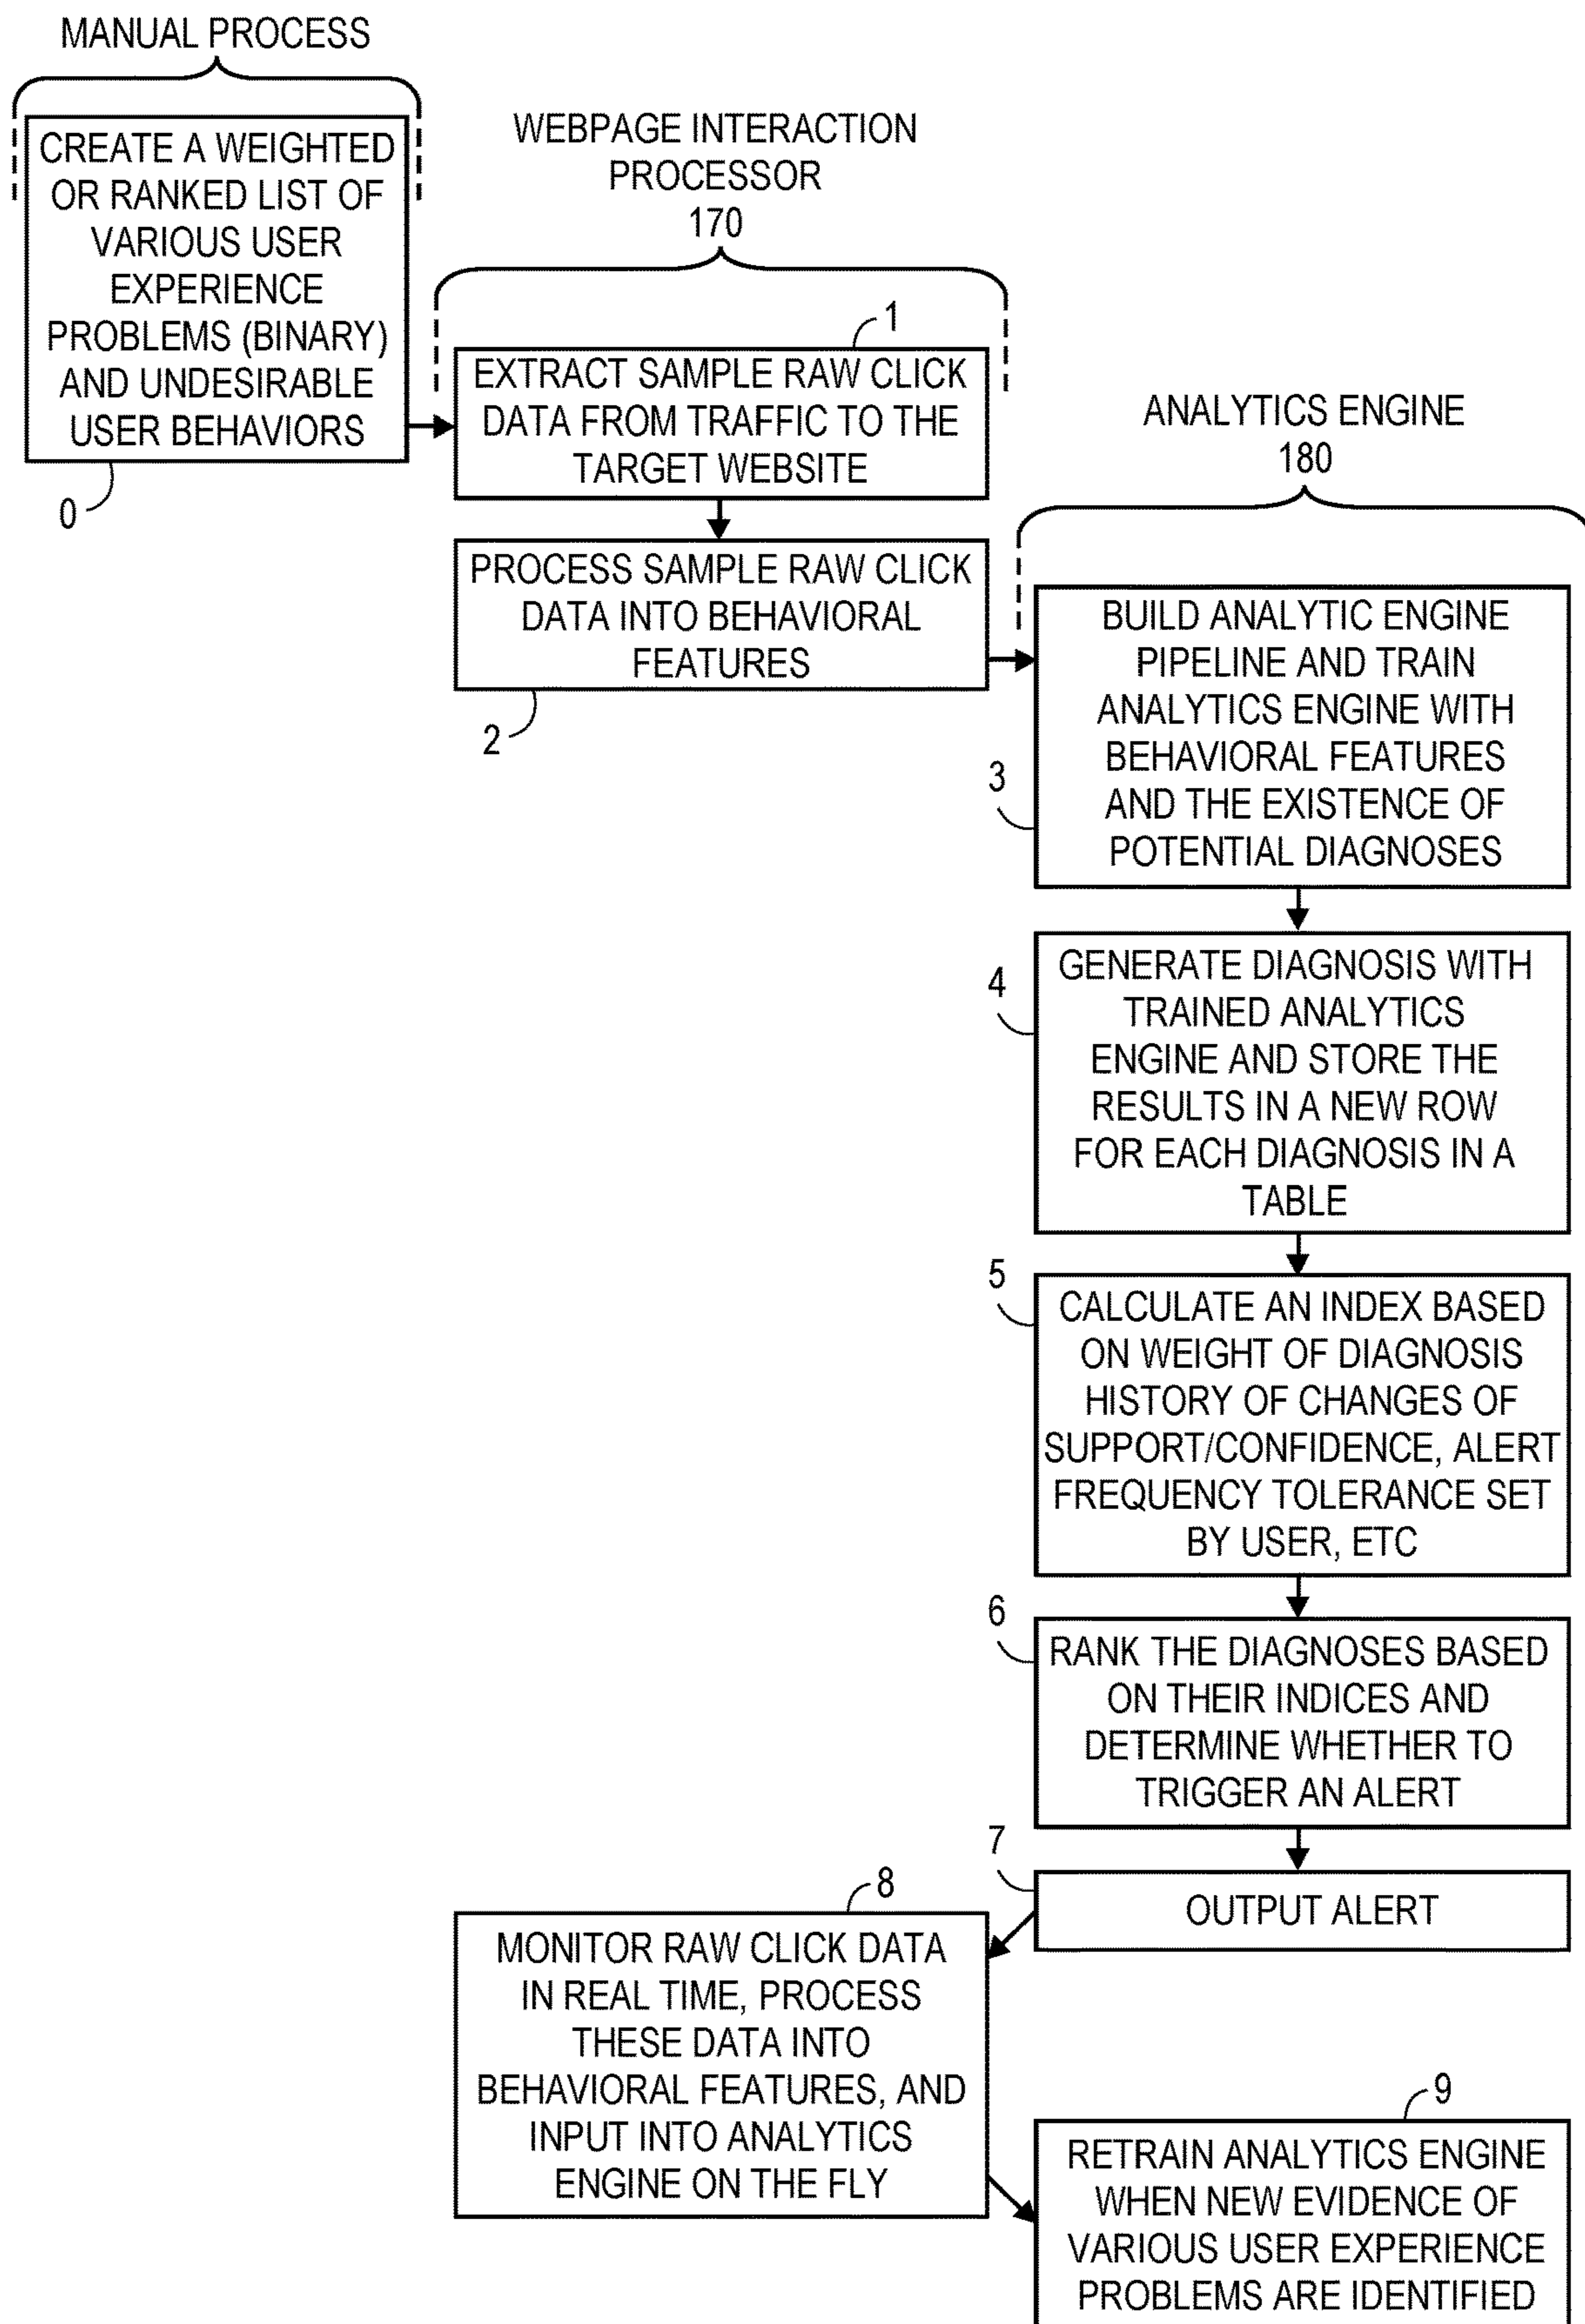 MANUAL PROCESS
CREATE A WEIGHTED
OR RANKED LIST OF
VARIOUS USER
EXPERIENCE
PROBLEMS (BINARY)
AND UNDESIRABLE
USER BEHAVIORS
0
WEBPAGE INTERACTION
PROCESSOR
170
1
EXTRACT SAMPLE RAW CLICK
DATA FROM TRAFFIC TO THE
TARGET WEBSITE
PROCESS SAMPLE RAW CLICK
DATA INTO BEHAVIORAL
FEATURES
2
ANALYTICS ENGINE
180
BUILD ANALYTIC ENGINE
PIPELINE AND TRAIN
ANALYTICS ENGINE WITH
BEHAVIORAL FEATURES
AND THE EXISTENCE OF
POTENTIAL DIAGNOSES
3
4
GENERATE DIAGNOSIS WITH
TRAINED ANALYTICS
ENGINE AND STORE THE
RESULTS IN A NEW ROW
FOR EACH DIAGNOSIS IN A
TABLE
5
CALCULATE AN INDEX BASED
ON WEIGHT OF DIAGNOSIS
HISTORY OF CHANGES OF
SUPPORT/CONFIDENCE, ALERT
FREQUENCY TOLERANCE SET
BY USER, ETC
6
RANK THE DIAGNOSES BASED
ON THEIR INDICES AND
DETERMINE WHETHER TO
TRIGGER AN ALERT
7
OUTPUT ALERT
8
MONITOR RAW CLICK DATA
IN REAL TIME, PROCESS
THESE DATA INTO
BEHAVIORAL FEATURES, AND
INPUT INTO ANALYTICS
ENGINE ON THE FLY
9
RETRAIN ANALYTICS ENGINE
WHEN NEW EVIDENCE OF
VARIOUS USER EXPERIENCE
PROBLEMS ARE IDENTIFIED